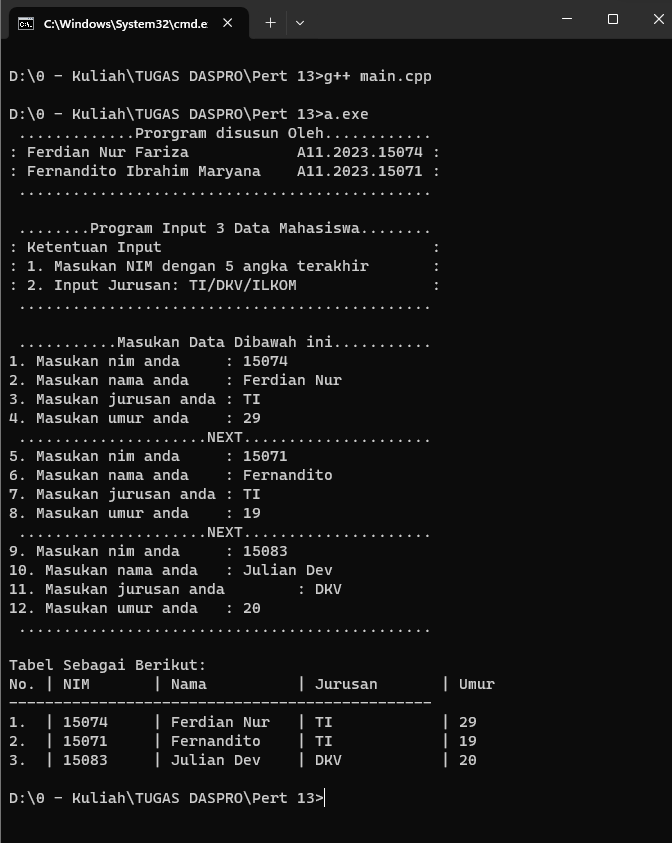 C:\Windows\System32\cmd.e
D:\0 - Kuliah\TUGAS DASPRO\Pert 13>g++ main.cpp
D:\0 - Kuliah\TUGAS DASPRO\Pert 13>a.exe
.............Prorgram disusun Oleh............
: Ferdian Nur Fariza            A11.2023.15074 :
: Fernandito Ibrahim Maryana    A11.2023.15071 :
..............................................
........Program Input 3 Data Mahasiswa........
: Ketentuan Input                              :
: 1. Masukan NIM dengan 5 angka terakhir       :
: 2. Input Jurusan: TI/DKV/ILKOM               :
..............................................
...........Masukan Data Dibawah ini...........
1. Masukan nim anda     : 15074
2. Masukan nama anda    : Ferdian Nur
3. Masukan jurusan anda : TI
4. Masukan umur anda    : 29
.....................NEXT.....................
5. Masukan nim anda     : 15071
6. Masukan nama anda    : Fernandito
7. Masukan jurusan anda : TI
8. Masukan umur anda    : 19
.....................NEXT.....................
9. Masukan nim anda     : 15083
10. Masukan nama anda   : Julian Dev
11. Masukan jurusan anda        : DKV
12. Masukan umur anda   : 20
..............................................
Tabel Sebagai Berikut:
No. | NIM       | Nama          | Jurusan       | Umur
-----------------------------------------------
1.  | 15074     | Ferdian Nur   | TI            | 29
2.  | 15071     | Fernandito    | TI            | 19
3.  | 15083     | Julian Dev    | DKV           | 20
D:\0 - Kuliah\TUGAS DASPRO\Pert 13>